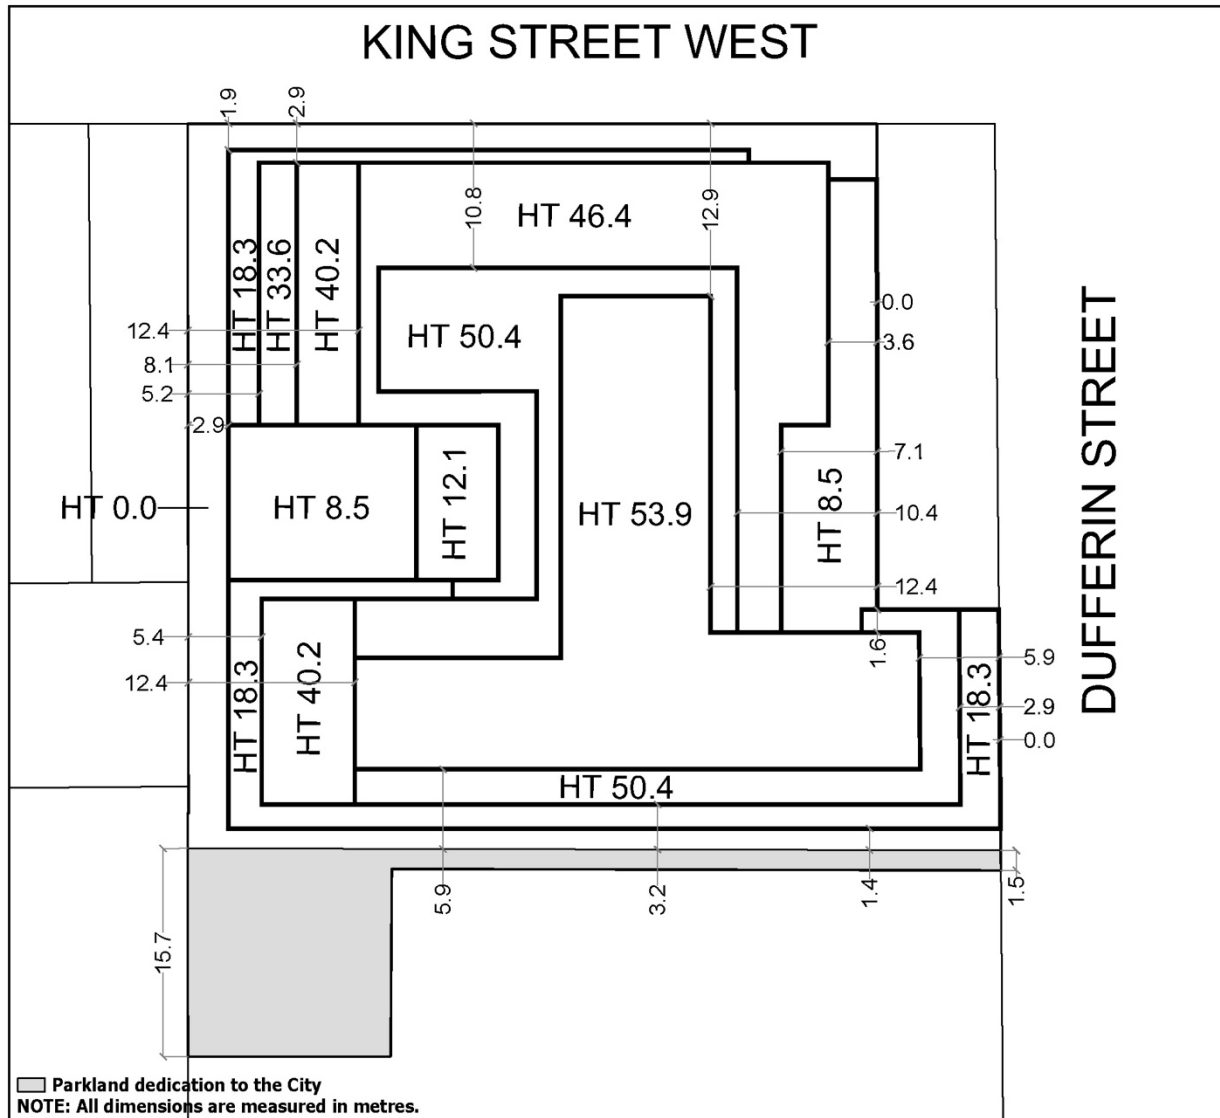 KING STREET WEST
1.9
2.9
10.8
12.9
HT 46.4
HT 18.3
HT 33.6
HT 40.2
0.0
12.4
HT 50.4
3.6
8.1
5.2
2.9
7.1
HT 12.1
HT 8.5
DUFFERIN STREET
HT 0.0
HT 8.5
HT 53.9
10.4
12.4
5.4
1.6
5.9
12.4
HT 18.3
HT 40.2
HT 18.3
2.9
0.0
HT 50.4
5.9
3.2
1.4
1.5
15.7
Parkland dedication to the City
NOTE: All dimensions are measured in metres.